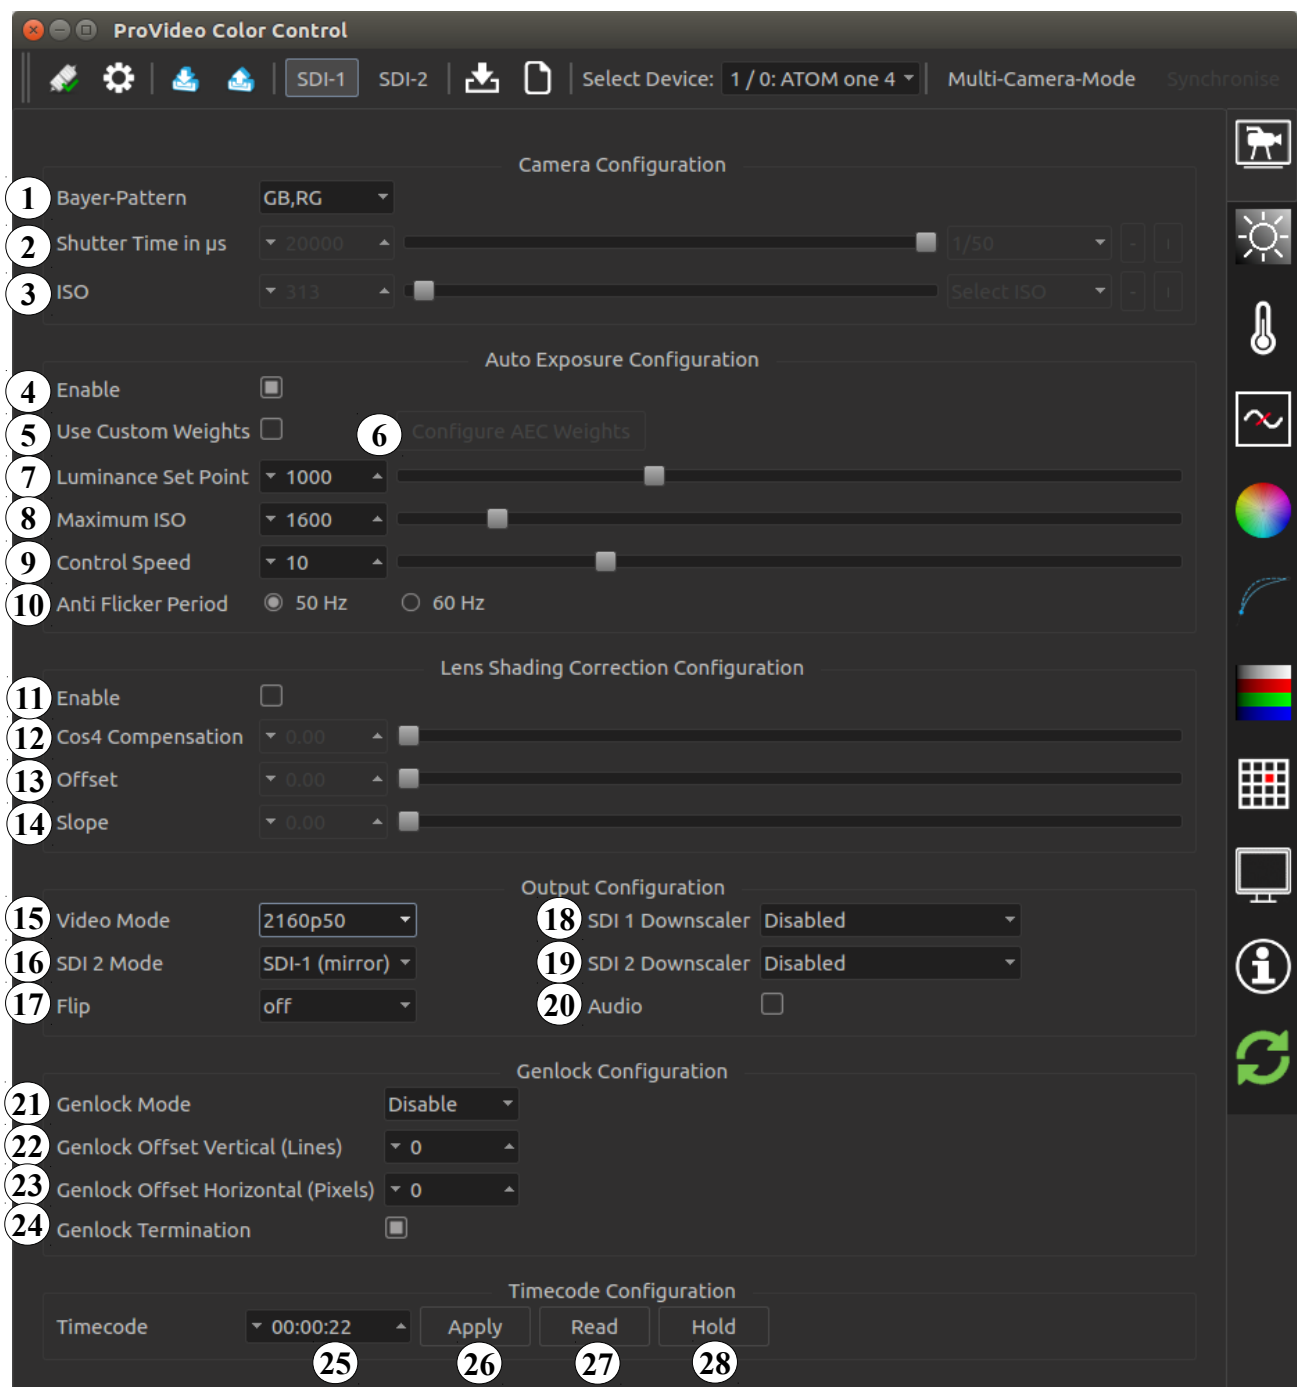 ProVideo Color Control
SDI-1 SDI-2 Select Device: 1 / 0: ATOM one 4 Multi-Camera-Mode Synchronise
Camera Configuration
1 Bayer-Pattern GB,RG
2 Shutter Time in µs 20000 1/50 -
3 ISO 313 Select ISO -
Auto Exposure Configuration
4 Enable
5 Use Custom Weights 6 Configure AEC Weights
7 Luminance Set Point 1000
8 Maximum ISO 1600
9 Control Speed 10
10 Anti Flicker Period 50 Hz 60 Hz
Lens Shading Correction Configuration
11 Enable
12 Cos4 Compensation 0.00
13 Offset 0.00
14 Slope 0.00
Output Configuration
15 Video Mode 2160p50 18 SDI 1 Downscaler Disabled
16 SDI 2 Mode SDI-1 (mirror) 19 SDI 2 Downscaler Disabled
17 Flip off 20 Audio
Genlock Configuration
21 Genlock Mode Disable
22 Genlock Offset Vertical (Lines) 0
23 Genlock Offset Horizontal (Pixels) 0
24 Genlock Termination
Timecode Configuration
Timecode 00:00:22 Apply Read Hold
25 26 27 28